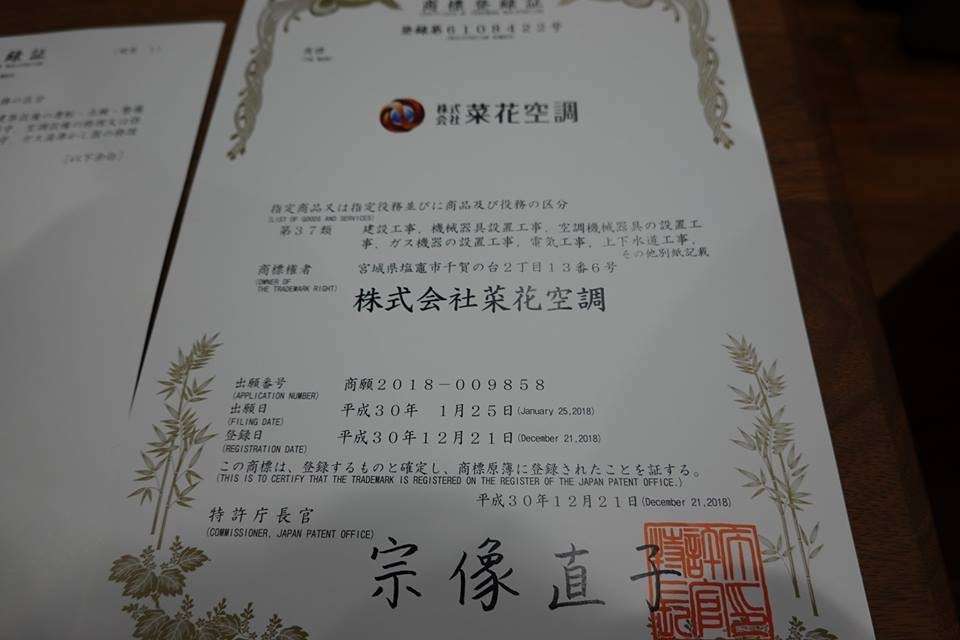 商標登録証
登録第6108422号
(REGISTRATION NUMBER)
商標
(THE MARK)
株式会社 菜花空調
指定商品又は指定役務並びに商品及び役務の区分
(LIST OF GOODS AND SERVICES)
第37類 建設工事，機械器具設置工事，空調機械器具の設置工
事，ガス機器の設置工事，電気工事，上下水道工事，
その他別紙記載
商標権者 宮城県塩竈市千賀の台2丁目13番6号
(OWNER OF
THE TRADEMARK RIGHT)
株式会社菜花空調
出願番号 商願2018-009858
(APPLICATION NUMBER)
出願日 平成30年 1月25日(January 25,2018)
(FILING DATE)
登録日 平成30年12月21日(December 21,2018)
(REGISTRATION DATE)
この商標は、登録するものと確定し、商標原簿に登録されたことを証する。
(THIS IS TO CERTIFY THAT THE TRADEMARK IS REGISTERED ON THE REGISTER OF THE JAPAN PATENT OFFICE.)
平成30年12月21日(December 21,2018)
特許庁長官
(COMMISSIONER, JAPAN PATENT OFFICE)
宗像直子
録証
務の区分
[以下余白]